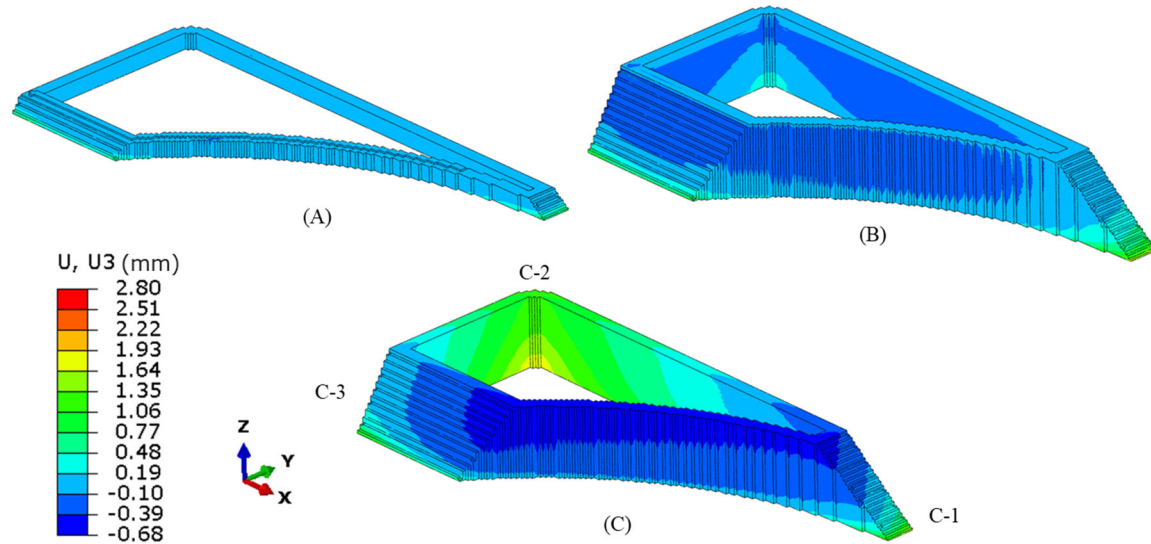 (A)
(B)
U, U3 (mm)
2.80
2.51
2.22
1.93
1.64
1.35
1.06
0.77
0.48
0.19
-0.10
-0.39
-0.68
Z
Y
X
C-2
C-3
C-1
(C)